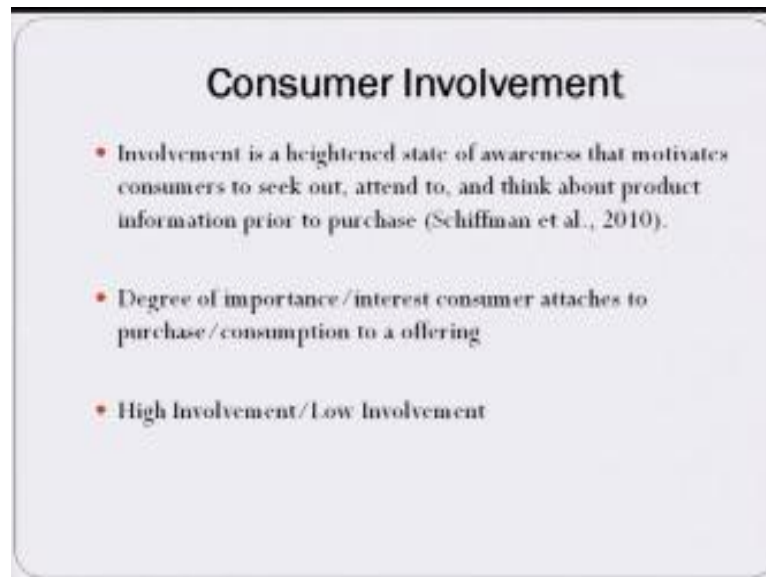 Consumer Involvement
• Involvement is a heightened state of awareness that motivates
consumers to seek out, attend to, and think about product
information prior to purchase (Schiffman et al., 2010).
• Degree of importance/interest consumer attaches to
purchase/consumption to a offering
• High Involvement/Low Involvement